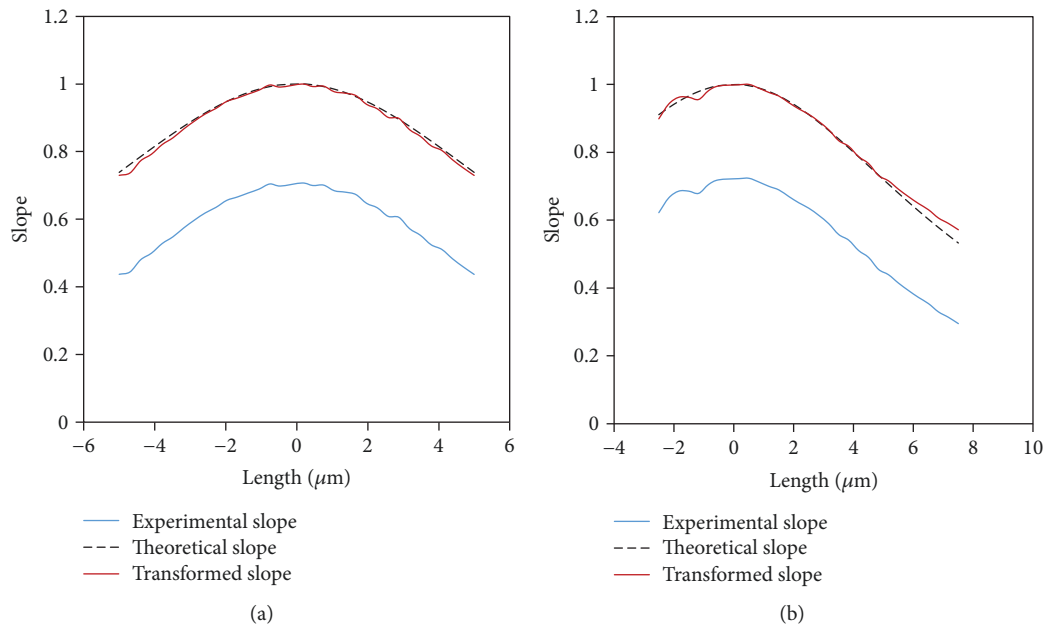 1.2
1
0.8
0.6
0.4
0.2
0
Slope
−6 −4 −2 0 2 4 6
Length (μm)
Experimental slope
Theoretical slope
Transformed slope
(a)
1.2
1
0.8
0.6
0.4
0.2
0
Slope
−4 −2 0 2 4 6 8 10
Length (μm)
Experimental slope
Theoretical slope
Transformed slope
(b)